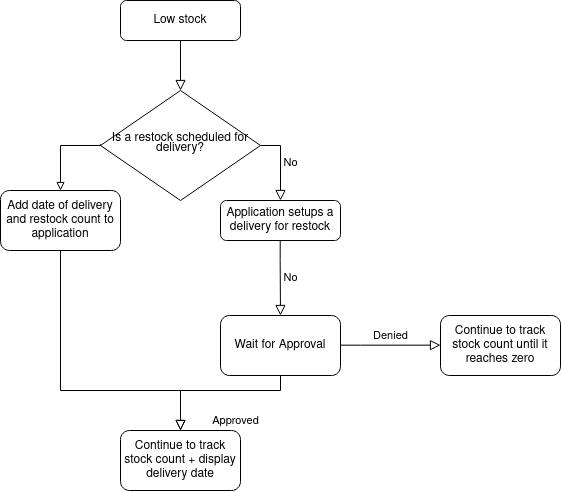 Low stock
Is a restock scheduled for
delivery?
No
Add date of delivery
and restock count to
application
Application setups a
delivery for restock
No
Wait for Approval
Denied
Continue to track
stock count until it
reaches zero
Approved
Continue to track
stock count + display
delivery date